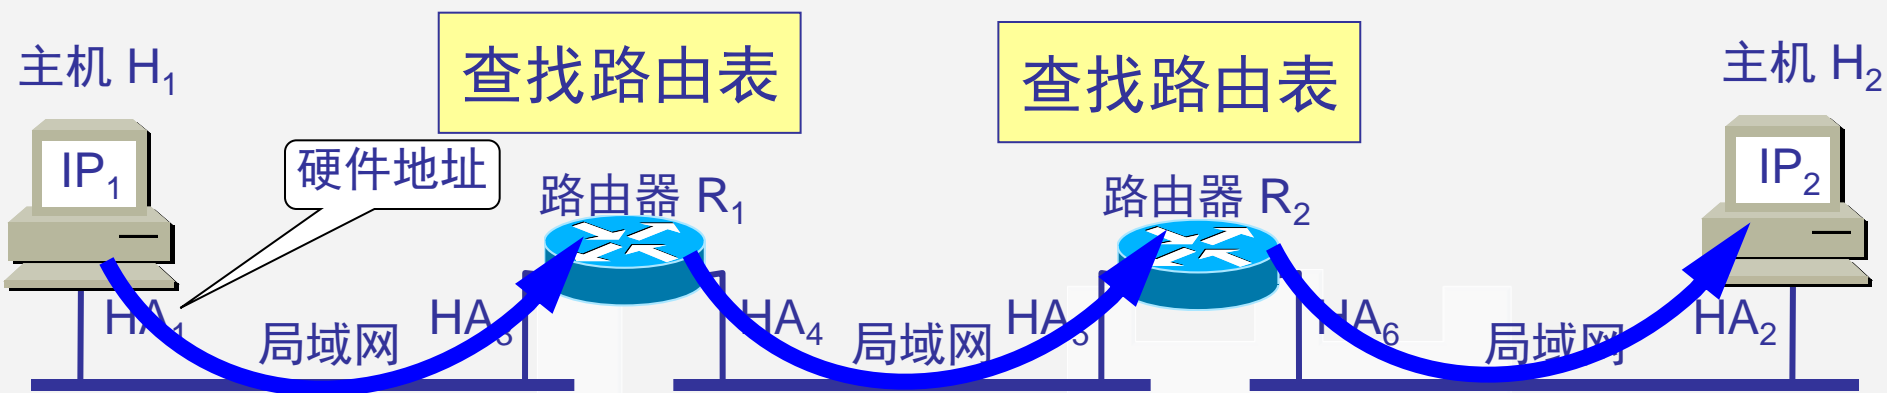 主机 H₁
查找路由表
查找路由表
主机 H₂
IP₁
硬件地址
路由器 R₁
路由器 R₂
IP₂
HA₁
局域网
HA₃
HA₄
局域网
HA₅
HA₆
局域网
HA₂